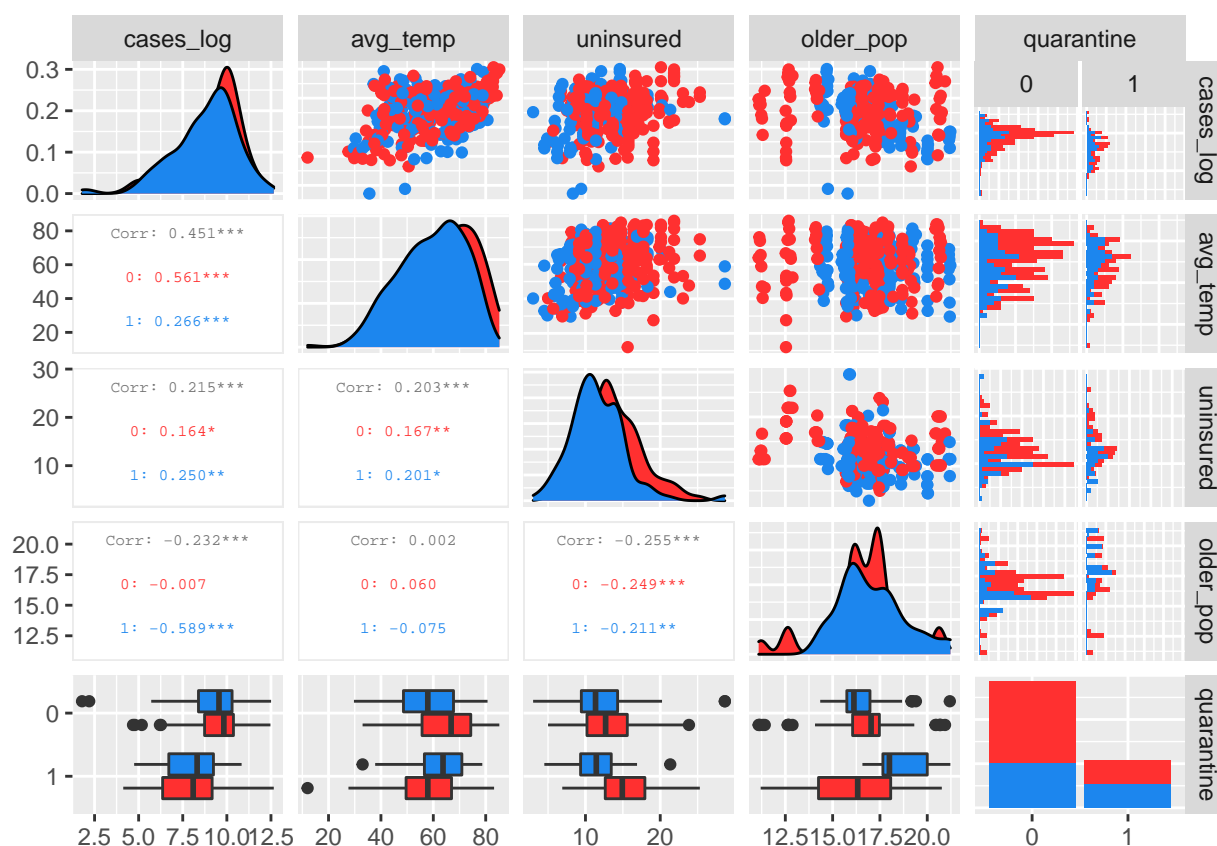 cases_log avg_temp uninsured older_pop quarantine
0 1
0.3
0.2
0.1
0.0
cases_log
80
60
40
20
Corr: 0.451***
0: 0.561***
1: 0.266***
avg_temp
30
20
10
Corr: 0.215*** Corr: 0.203***
0: 0.164* 0: 0.167**
1: 0.250** 1: 0.201*
uninsured
20.0
17.5
15.0
12.5
Corr: -0.232*** Corr: 0.002 Corr: -0.255***
0: -0.007 0: 0.060 0: -0.249***
1: -0.589*** 1: -0.075 1: -0.211**
older_pop
0
1
quarantine
2.5 5.0 7.5 10.0 12.5 20 40 60 80 10 20 12.5 15.0 17.5 20.0 0 1